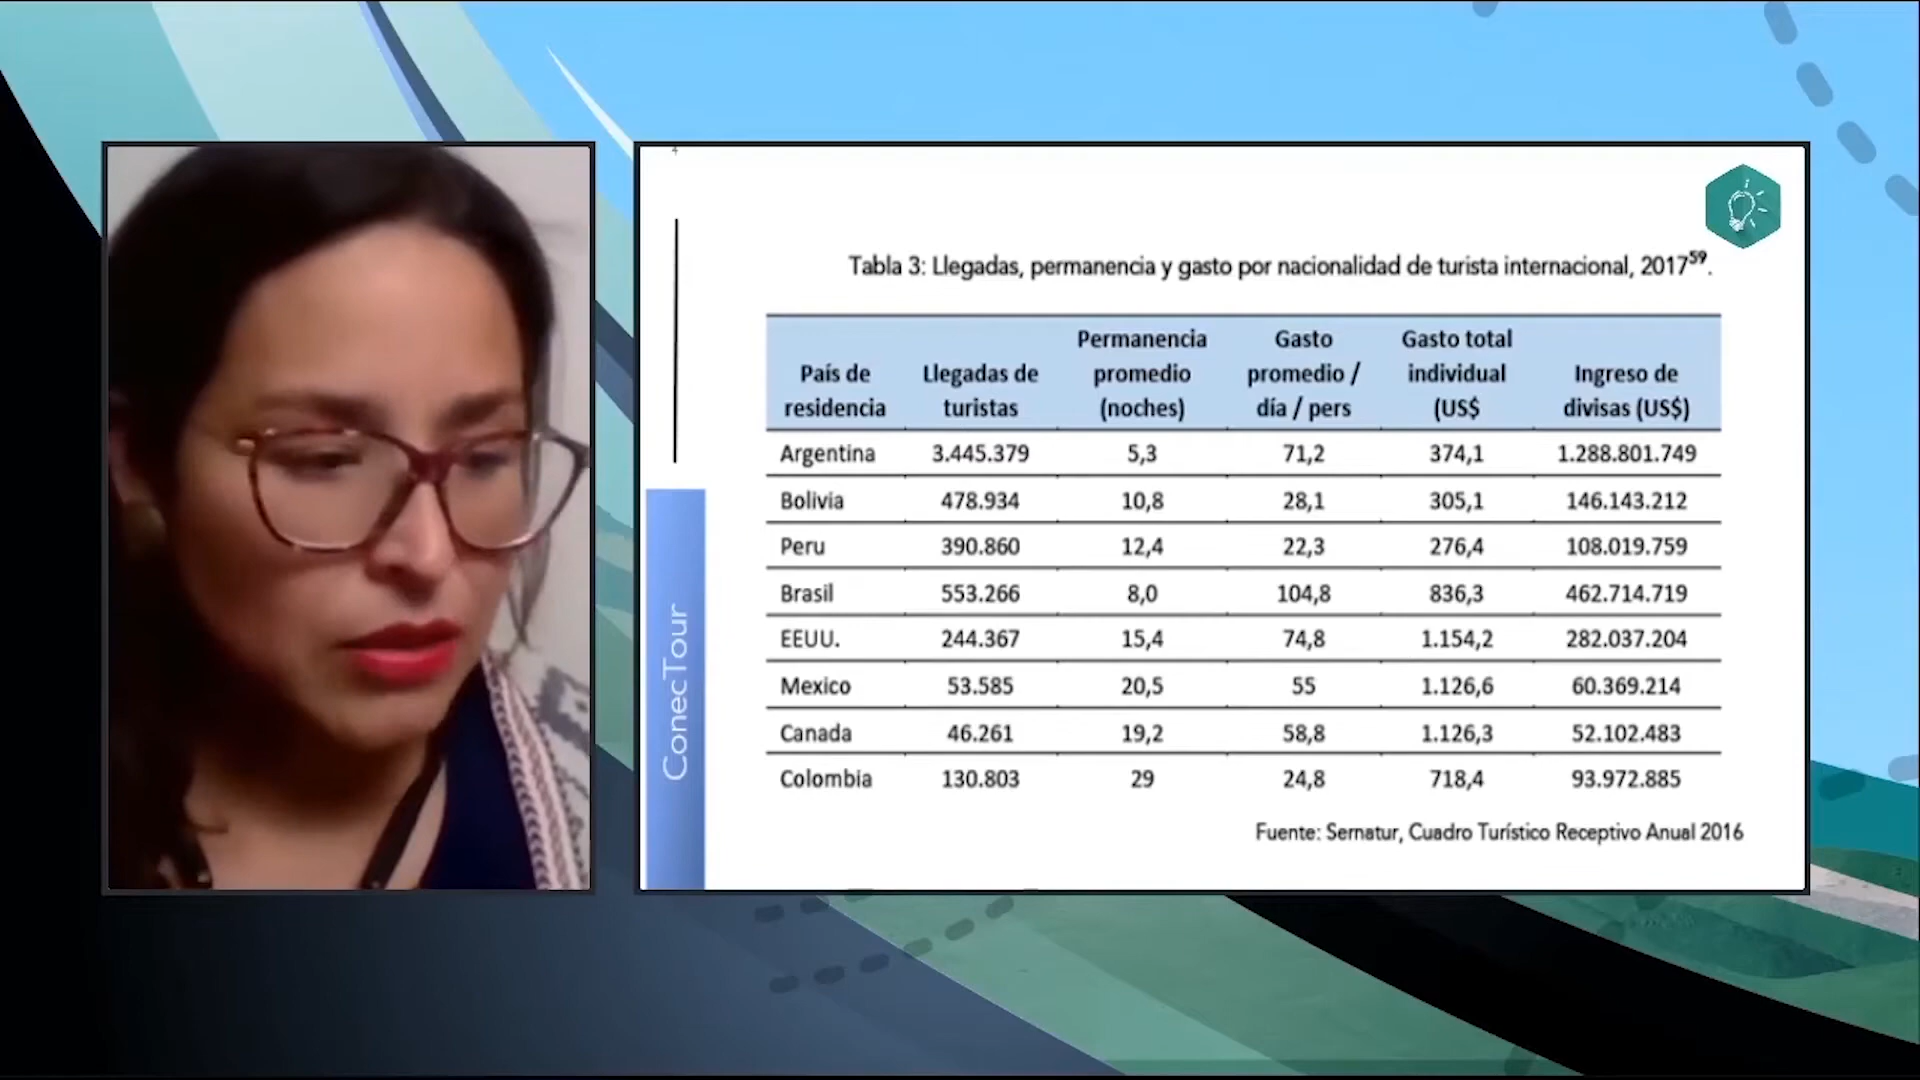 4
Tabla 3: Llegadas, permanencia y gasto por nacionalidad de turista internacional, 2017⁵⁹.
País de residencia Llegadas de turistas Permanencia promedio (noches) Gasto promedio / día / pers Gasto total individual (US$ Ingreso de divisas (US$)
Argentina 3.445.379 5,3 71,2 374,1 1.288.801.749
Bolivia 478.934 10,8 28,1 305,1 146.143.212
Peru 390.860 12,4 22,3 276,4 108.019.759
Brasil 553.266 8,0 104,8 836,3 462.714.719
EEUU. 244.367 15,4 74,8 1.154,2 282.037.204
Mexico 53.585 20,5 55 1.126,6 60.369.214
Canada 46.261 19,2 58,8 1.126,3 52.102.483
Colombia 130.803 29 24,8 718,4 93.972.885
Fuente: Sernatur, Cuadro Turístico Receptivo Anual 2016
ConecTour